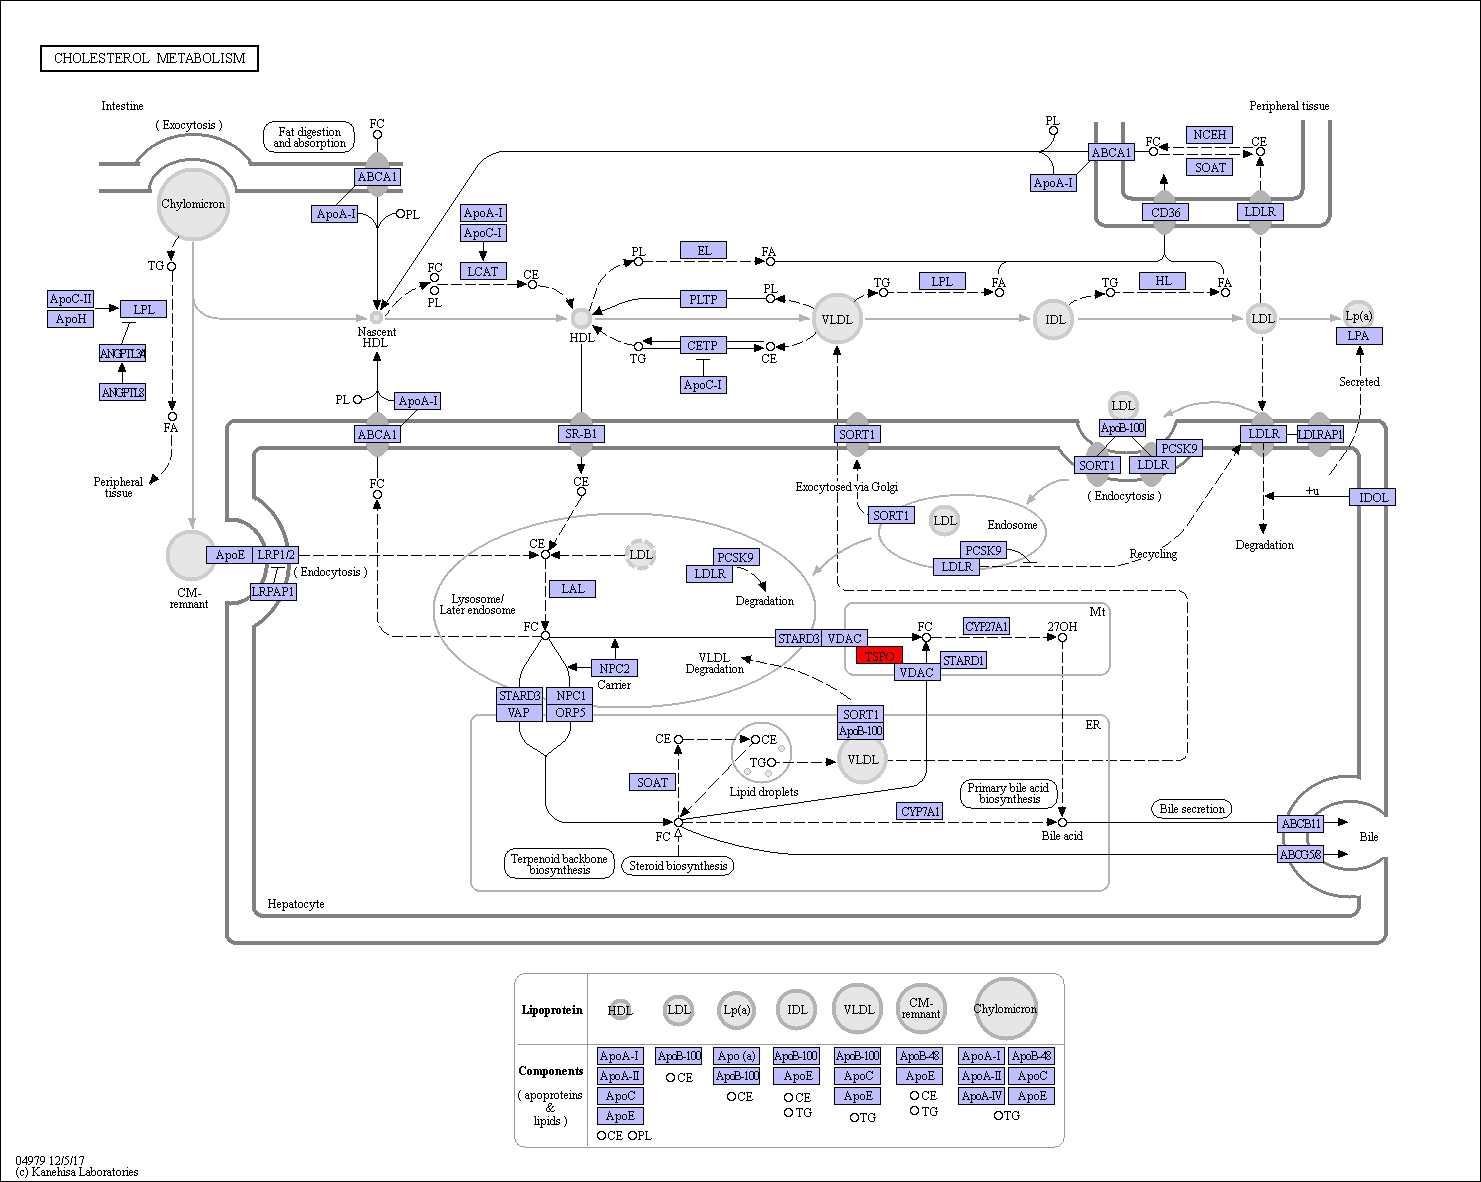 CHOLESTEROL METABOLISM
Intestine
( Exocytosis )
Fat digestion
and absorption
FC
ABCA1
ApoA-I
PL
Chylomicron
TG
ApoC-II
ApoH
LPL
ANGPTL3/4
ANGPTL8
FA
Peripheral
tissue
ApoA-I
ApoC-I
LCAT
FC
PL
CE
Nascent
HDL
HDL
PL
EL
FA
PLTP
PL
CETP
TG
CE
ApoC-I
VLDL
TG
LPL
FA
IDL
TG
HL
FA
LDL
Lp(a)
LPA
Secreted
Peripheral tissue
PL
ABCA1
ApoA-I
FC
NCEH
CE
SOAT
CD36
LDLR
PL
ApoA-I
ABCA1
FC
SR-B1
CE
SORT1
Exocytosed via Golgi
LDL
ApoB-100
SORT1
LDLR
PCSK9
( Endocytosis )
LDLR
LDLRAP1
+u
IDOL
Degradation
SORT1
LDL
Endosome
PCSK9
LDLR
Recycling
CM-
remnant
ApoE
LRP1/2
( Endocytosis )
LRPAP1
CE
LDL
LAL
PCSK9
LDLR
Degradation
Lysosome/
Later endosome
FC
NPC2
Carrier
STARD3
VAP
NPC1
ORP5
STARD3
VDAC
TSPO
VDAC
STARD1
FC
CYP27A1
27OH
Mt
VLDL
Degradation
SORT1
ApoB-100
VLDL
ER
CE
CE
TG
Lipid droplets
SOAT
FC
CYP7A1
Primary bile acid
biosynthesis
Bile acid
Bile secretion
ABCB11
ABCG5/8
Bile
Terpenoid backbone
biosynthesis
Steroid biosynthesis
Hepatocyte
Lipoprotein
HDL
LDL
Lp(a)
IDL
VLDL
CM-
remnant
Chylomicron
Components
( apoproteins
&
lipids )
ApoA-I
ApoA-II
ApoC
ApoE
CE PL
ApoB-100
CE
Apo (a)
ApoB-100
CE
ApoB-100
ApoE
CE
TG
ApoB-100
ApoC
ApoE
TG
ApoB-48
ApoE
CE
TG
ApoA-I ApoB-48
ApoA-II ApoC
ApoA-IV ApoE
TG
04979 12/5/17
(c) Kanehisa Laboratories